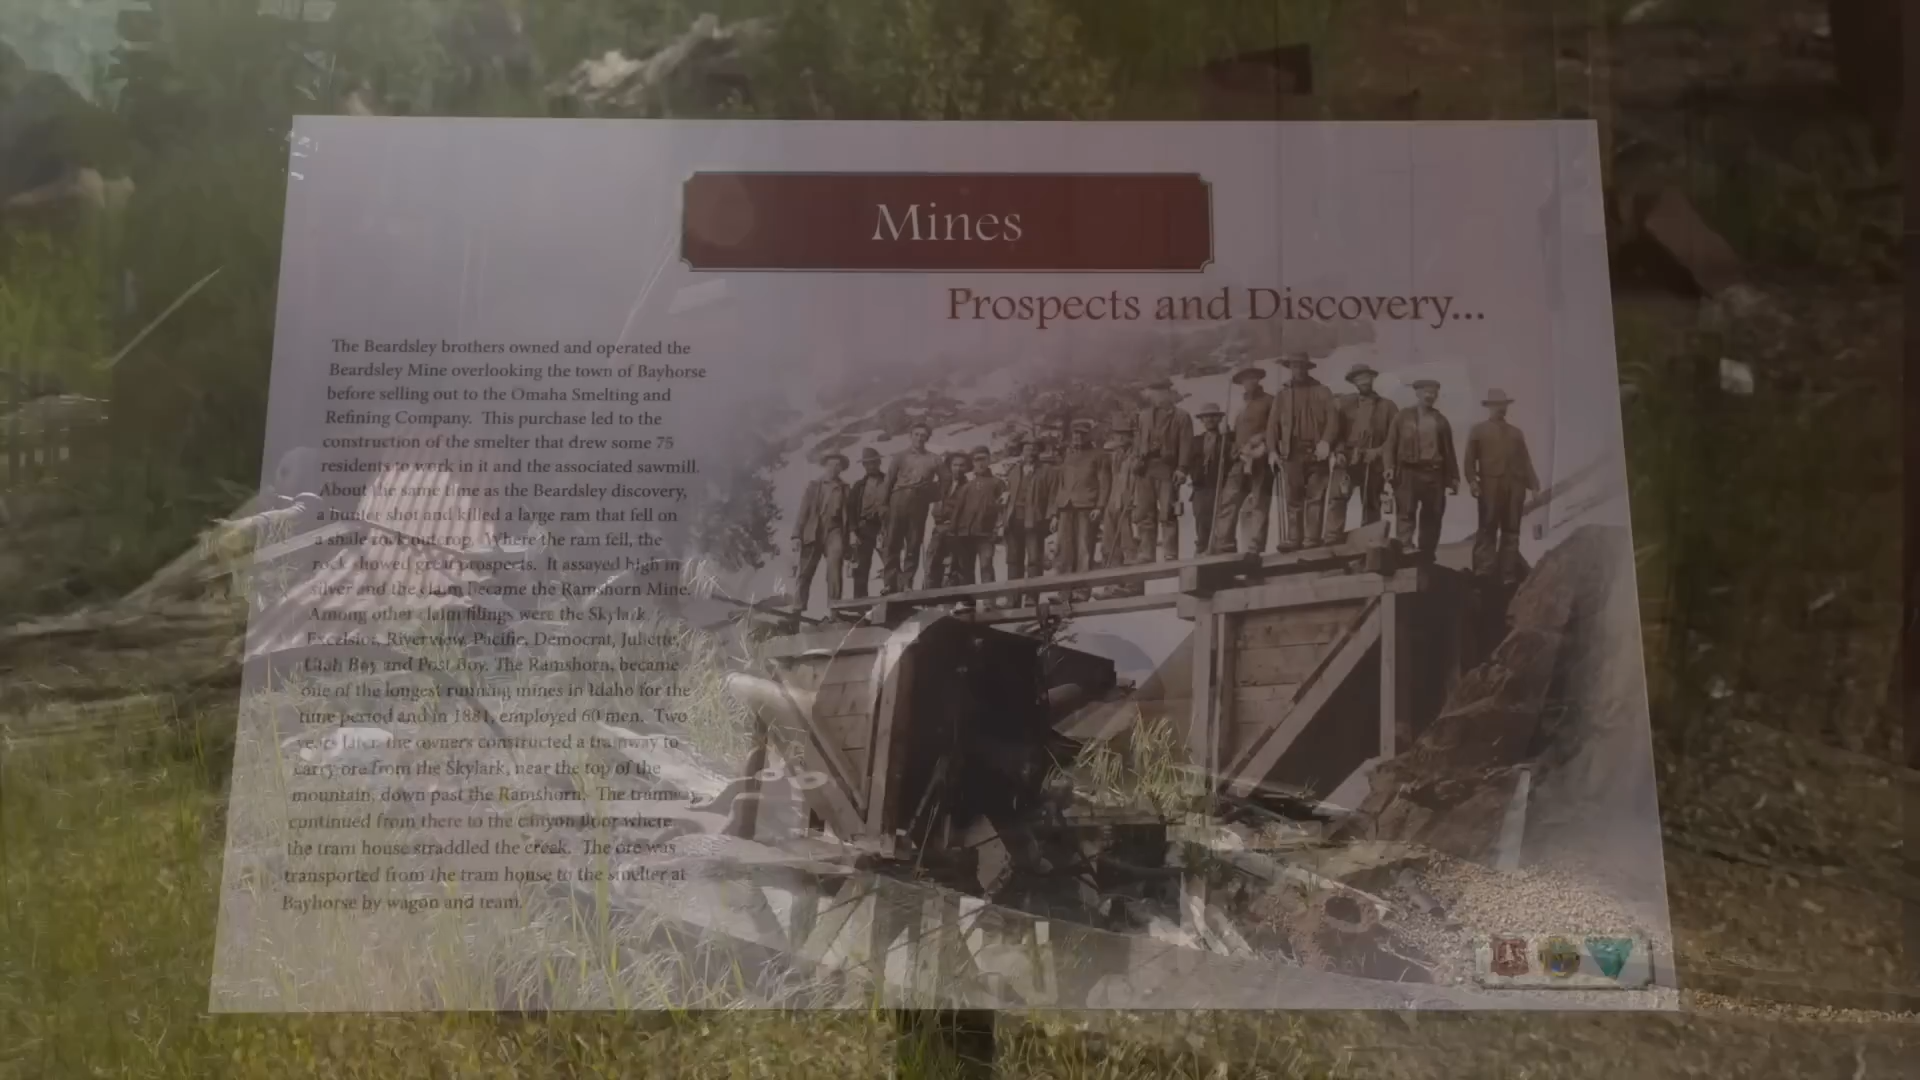 Mines
Prospects and Discovery...
The Beardsley brothers owned and operated the
Beardsley Mine overlooking the town of Bayhorse
before selling out to the Omaha Smelting and
Refining Company. This purchase led to the
construction of the smelter that drew some 75
residents to work in it and the associated sawmill.
About the same time as the Beardsley discovery,
a hunter shot and killed a large ram that fell on
a shale rock outcrop. Where the ram fell, the
rock showed great prospects. It assayed high in
silver and the claim became the Ramshorn Mine.
Among other claim filings were the Skylark,
Excelsior, Riverview, Pacific, Democrat, Juliette,
Utah Boy and Post Boy. The Ramshorn, became
one of the longest running mines in Idaho for the
time period and in 1881, employed 60 men. Two
years later, the owners constructed a tramway to
carry ore from the Skylark, near the top of the
mountain, down past the Ramshorn. The tramway
continued from there to the canyon floor where
the tram house straddled the creek. The ore was
transported from the tram house to the smelter at
Bayhorse by wagon and team.